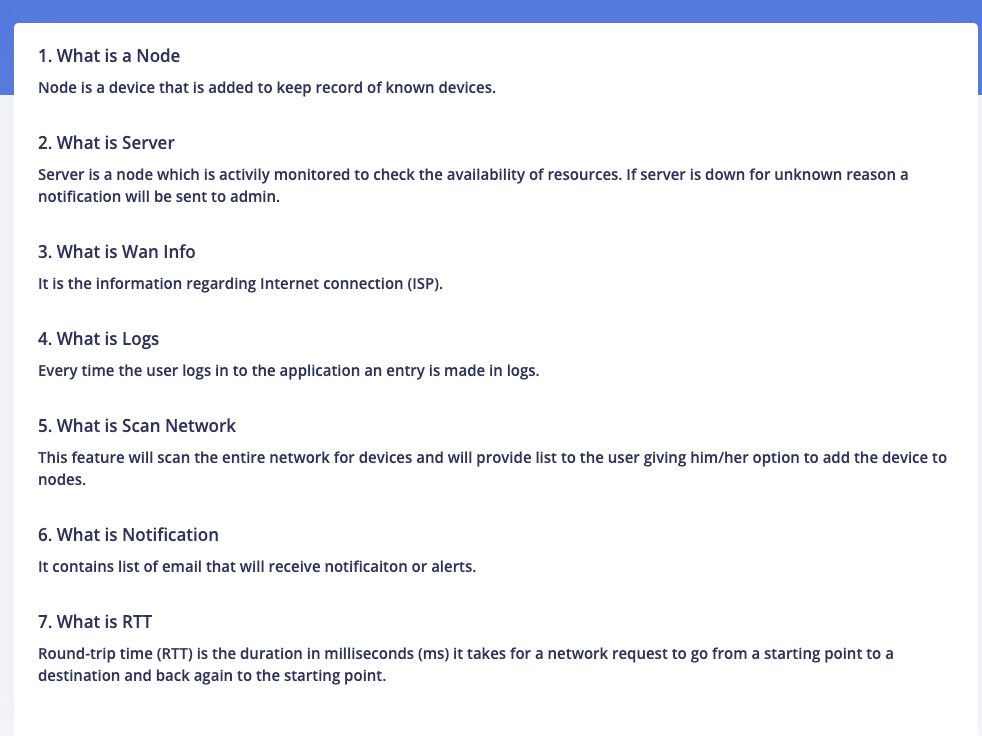 1. What is a Node
Node is a device that is added to keep record of known devices.
2. What is Server
Server is a node which is activily monitored to check the availability of resources. If server is down for unknown reason a
notification will be sent to admin.
3. What is Wan Info
It is the information regarding Internet connection (ISP).
4. What is Logs
Every time the user logs in to the application an entry is made in logs.
5. What is Scan Network
This feature will scan the entire network for devices and will provide list to the user giving him/her option to add the device to
nodes.
6. What is Notification
It contains list of email that will receive notificaiton or alerts.
7. What is RTT
Round-trip time (RTT) is the duration in milliseconds (ms) it takes for a network request to go from a starting point to a
destination and back again to the starting point.